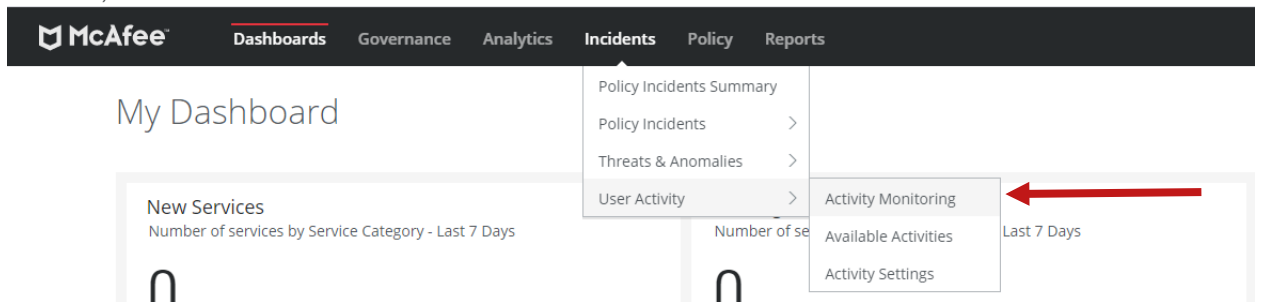 McAfee™ Dashboards Governance Analytics Incidents Policy Reports
Policy Incidents Summary
My Dashboard
Policy Incidents
Threats & Anomalies
User Activity
Activity Monitoring
Available Activities
Activity Settings
New Services
Number of services by Service Category - Last 7 Days
Number of se
Last 7 Days
0
0